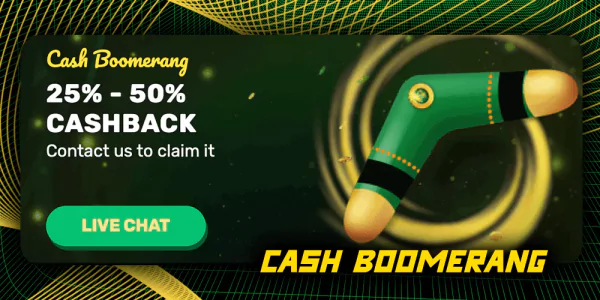 Cash Boomerang
25% - 50%
CASHBACK
Contact us to claim it
LIVE CHAT
CASH BOOMERANG